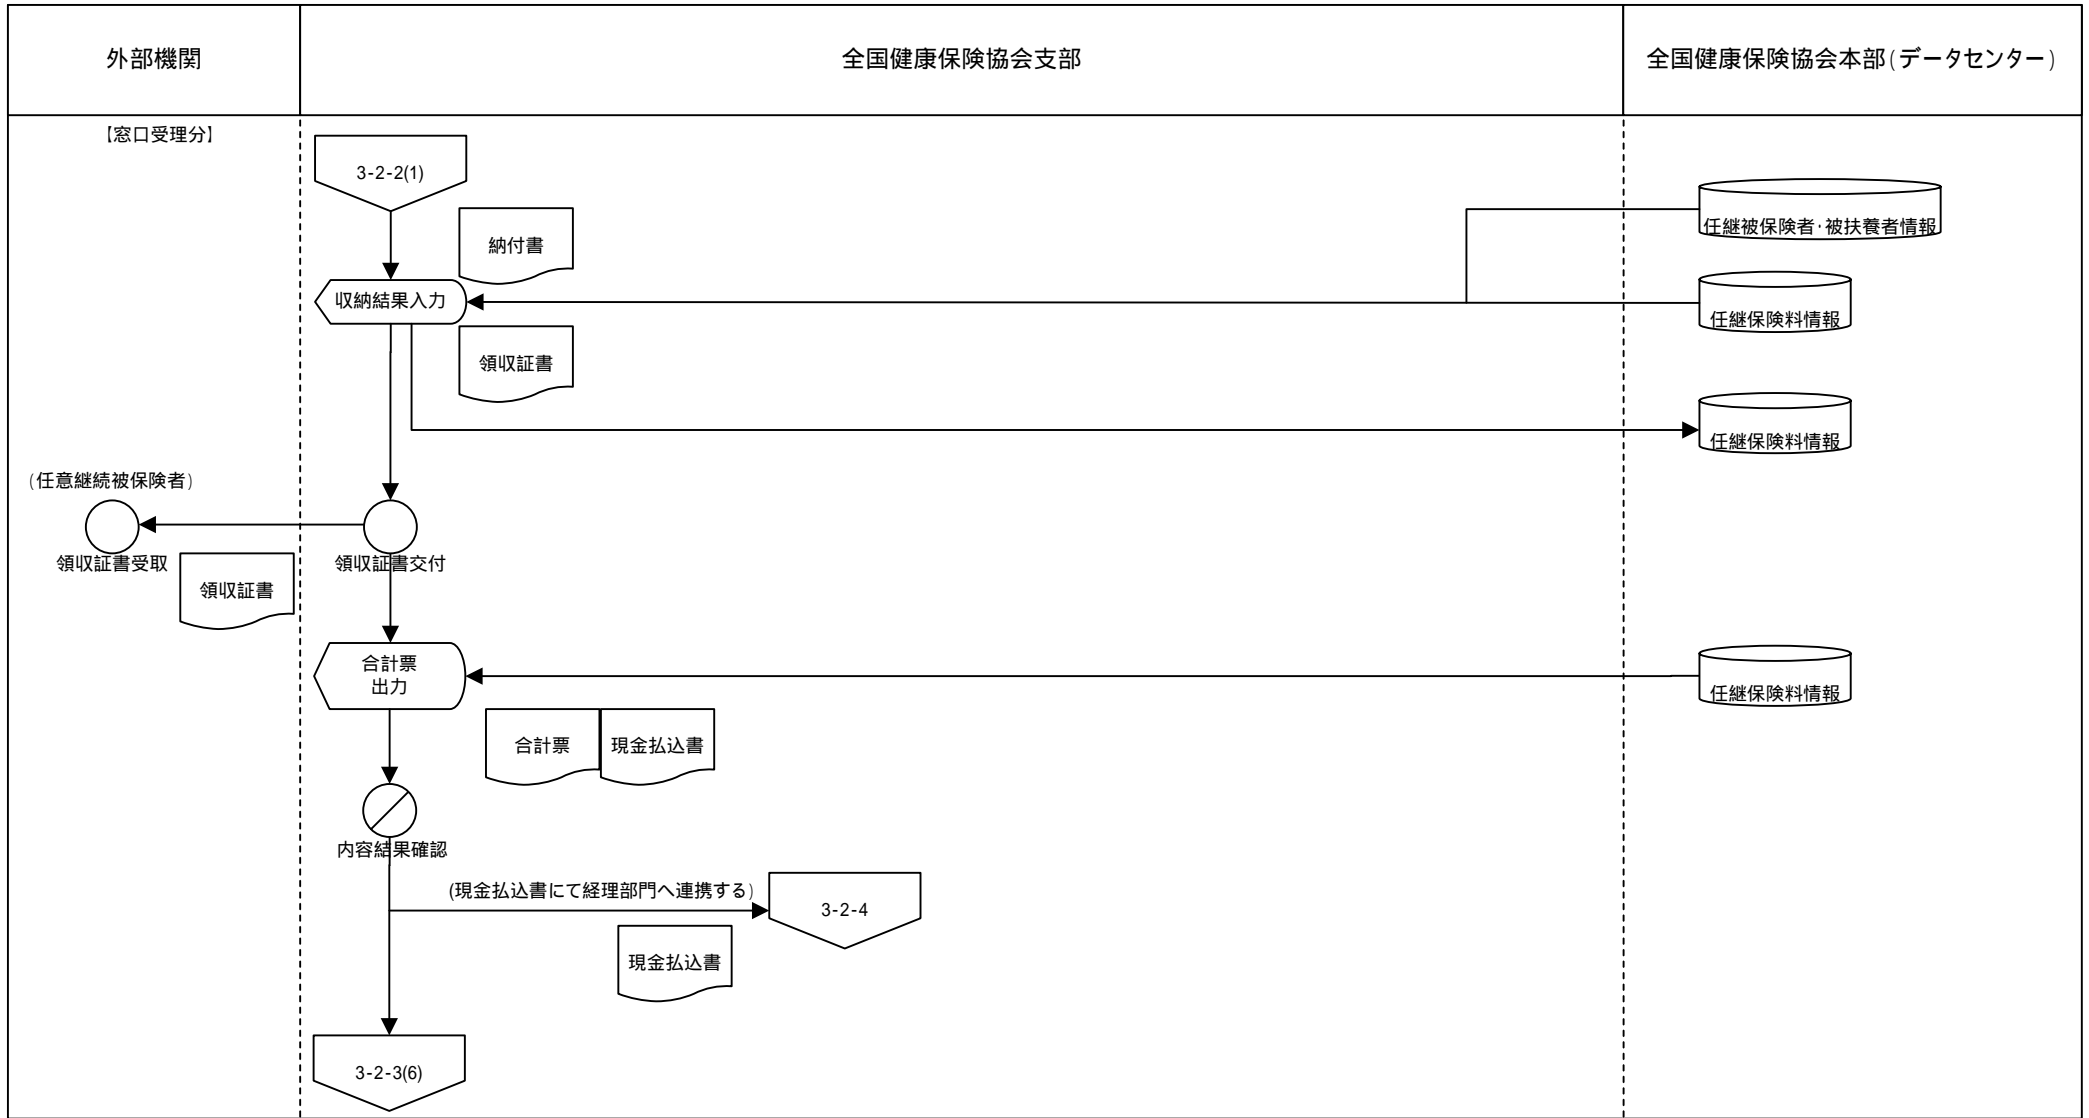 外部機関
全国健康保険協会支部
全国健康保険協会本部(データセンター)
【窓口受理分】
3-2-2(1)
納付書
任継被保険者・被扶養者情報
収納結果入力
任継保険料情報
領収証書
任継保険料情報
(任意継続被保険者)
領収証書受取
領収証書交付
領収証書
合計票
出力
任継保険料情報
合計票
現金払込書
内容結果確認
(現金払込書にて経理部門へ連携する)
3-2-4
現金払込書
3-2-3(6)